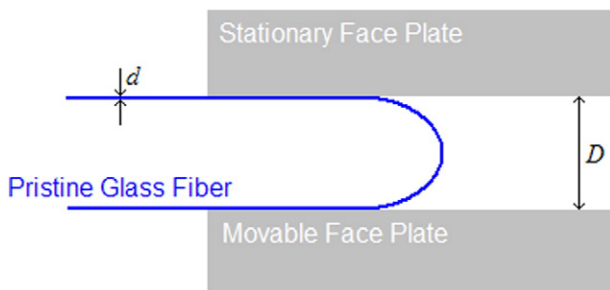 Stationary Face Plate
d
D
Pristine Glass Fiber
Movable Face Plate